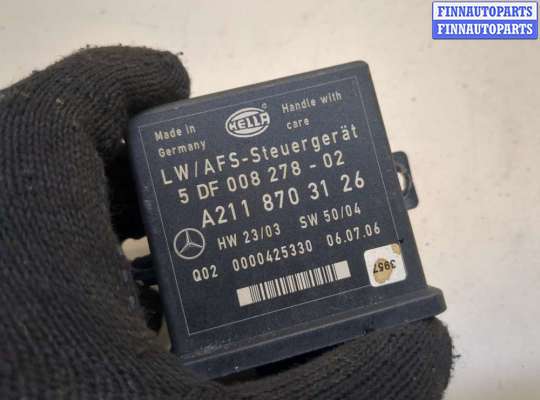 FINNAUTOPARTS
FINNAUTOPARTS
Made in
Germany
HELLA
®
Handle with
care
LW/AFS-Steuergerät
5 DF 008 278 - 02
A211 870 31 26
HW 23/03 SW 50/04
Q02 0000425330 06.07.06
3957